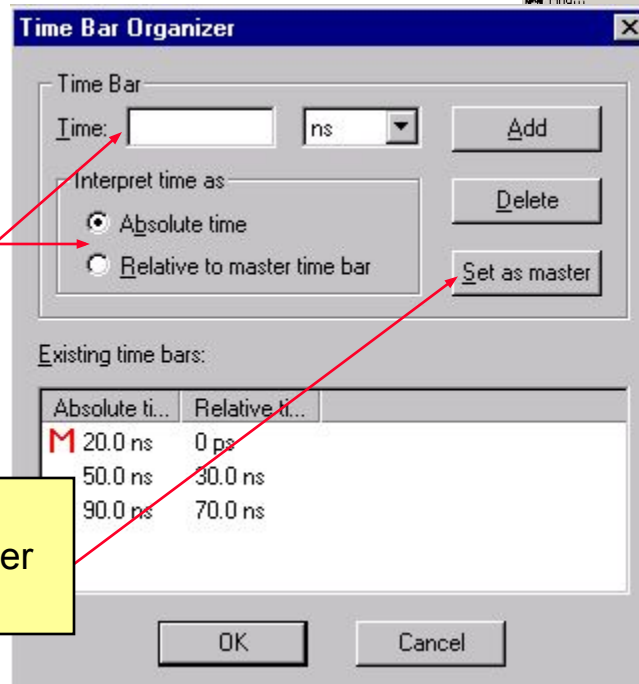 Time Bar Organizer
Time Bar
Time: ns Add
Interpret time as
Absolute time
Relative to master time bar
Delete
Set as master
Existing time bars:
Absolute ti... Relative ti...
M 20.0 ns 0 ps
50.0 ns 30.0 ns
90.0 ns 70.0 ns
er
OK Cancel